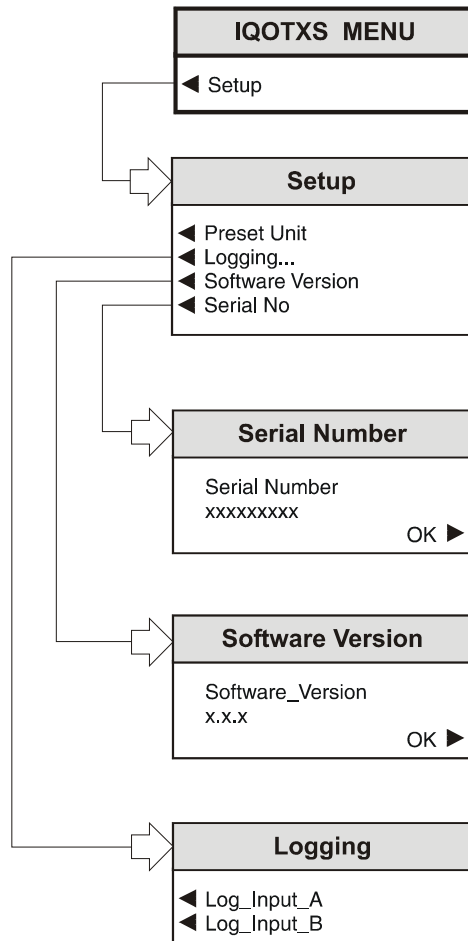 IQOTXS MENU
◄ Setup
Setup
◄ Preset Unit
◄ Logging...
◄ Software Version
◄ Serial No
Serial Number
Serial Number
xxxxxxxxx
OK ►
Software Version
Software_Version
x.x.x
OK ►
Logging
◄ Log_Input_A
◄ Log_Input_B